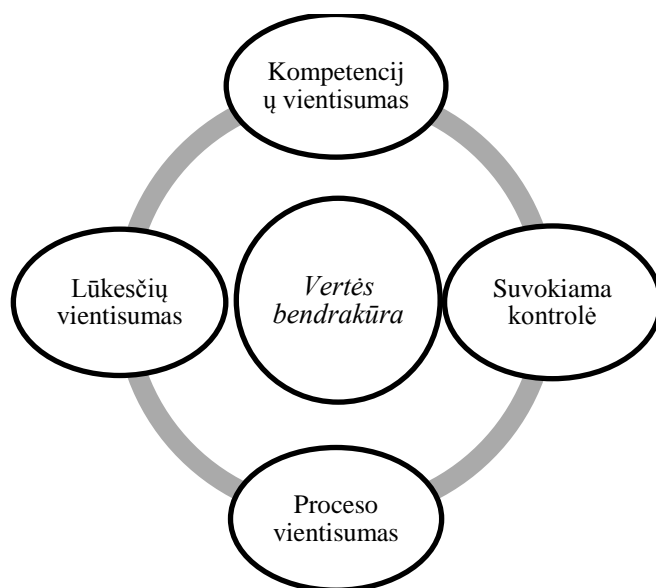 Kompetencij
ų vientisumas
Lūkesčių
vientisumas
Vertės
bendrakūra
Suvokiama
kontrolė
Proceso
vientisumas